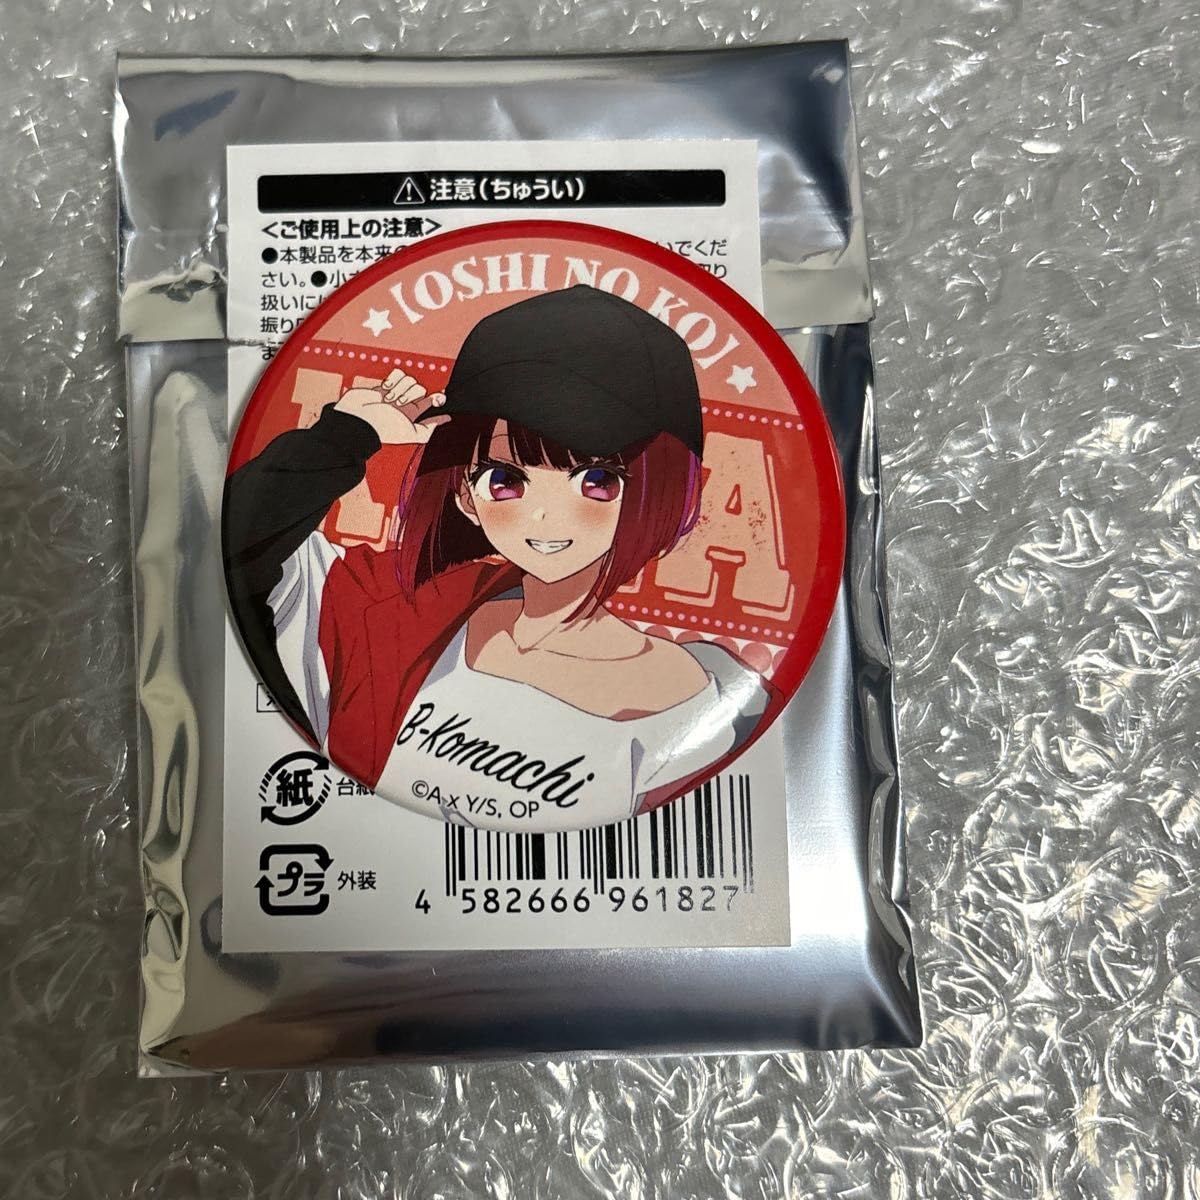 ⚠注意(ちゅうい)
<ご使用上の注意>
●本製品を本来の いでくだ
さい。●小
扱いには
振り
ま
【OSHI NO KO】
A
B-Komachi
©A x Y/S, OP
紙 台紙
プラ 外装
4 582666 961827